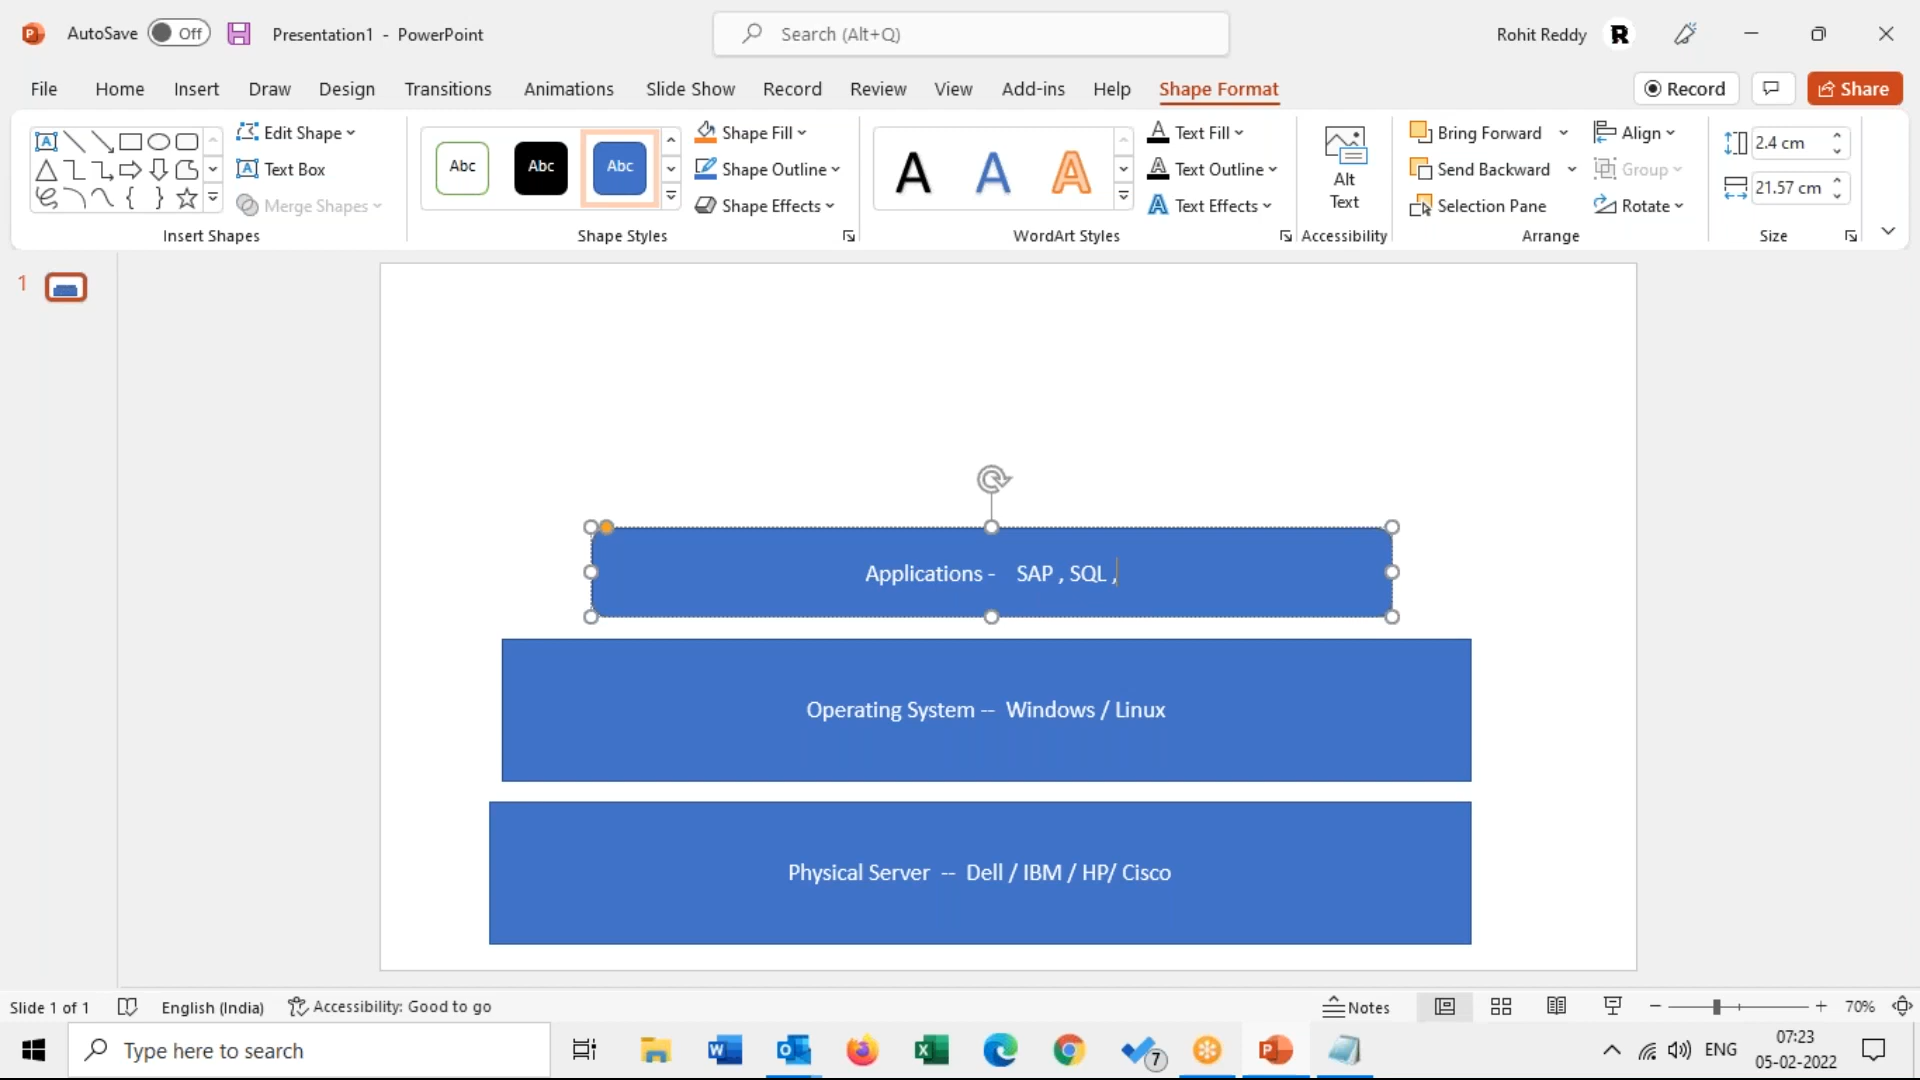 AutoSave Off Presentation1 - PowerPoint Search (Alt+Q) Rohit Reddy
File Home Insert Draw Design Transitions Animations Slide Show Record Review View Add-ins Help Shape Format Record Share
Edit Shape
Text Box
Merge Shapes
Insert Shapes
Abc Abc Abc
Shape Fill
Shape Outline
Shape Effects
Shape Styles
A A A
Text Fill
Text Outline
Text Effects
WordArt Styles
Alt
Text
Accessibility
Bring Forward
Send Backward
Selection Pane
Align
Group
Rotate
Arrange
2.4 cm
21.57 cm
Size
1
Applications - SAP , SQL ,
Operating System -- Windows / Linux
Physical Server -- Dell / IBM / HP/ Cisco
Slide 1 of 1 English (India) Accessibility: Good to go Notes 70%
Type here to search 7 ENG 07:23
05-02-2022